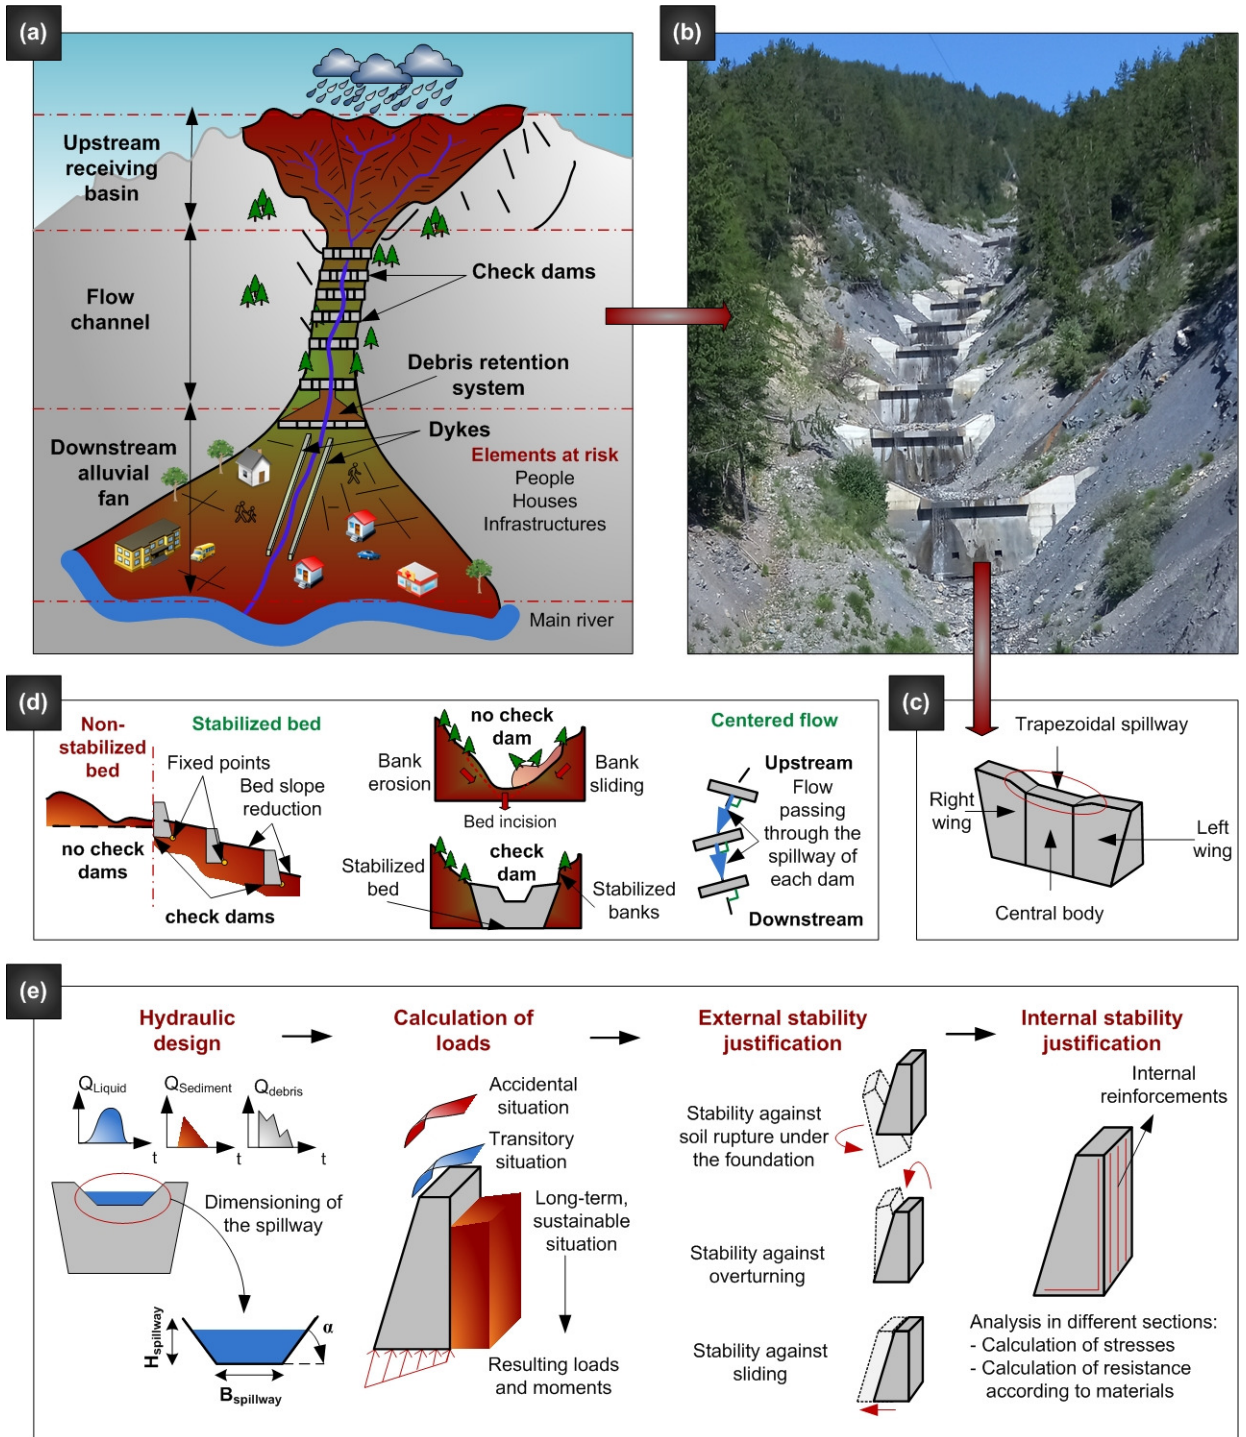 (a)
Upstream
receiving
basin
Flow
channel
Check dams
Debris retention
system
Downstream
alluvial
fan
Dykes
Elements at risk
People
Houses
Infrastructures
Main river
(b)
(c)
Trapezoidal spillway
Right
wing
Left
wing
Central body
(d)
Non-
stabilized
bed
Stabilized bed
Fixed points
Bed slope
reduction
no check
dams
check dams
no check
dam
Bank
erosion
Bank
sliding
Bed incision
Stabilized
bed
check
dam
Stabilized
banks
Centered flow
Upstream
Flow
passing
through the
spillway of
each dam
Downstream
(e)
Hydraulic
design
QLiquid
t
QSediment
t
Qdebris
t
Dimensioning of
the spillway
Hspillway
α
Bspillway
Calculation of
loads
Accidental
situation
Transitory
situation
Long-term,
sustainable
situation
Resulting loads
and moments
External stability
justification
Stability against
soil rupture under
the foundation
Stability against
overturning
Stability against
sliding
Internal stability
justification
Internal
reinforcements
Analysis in different sections:
- Calculation of stresses
- Calculation of resistance
according to materials